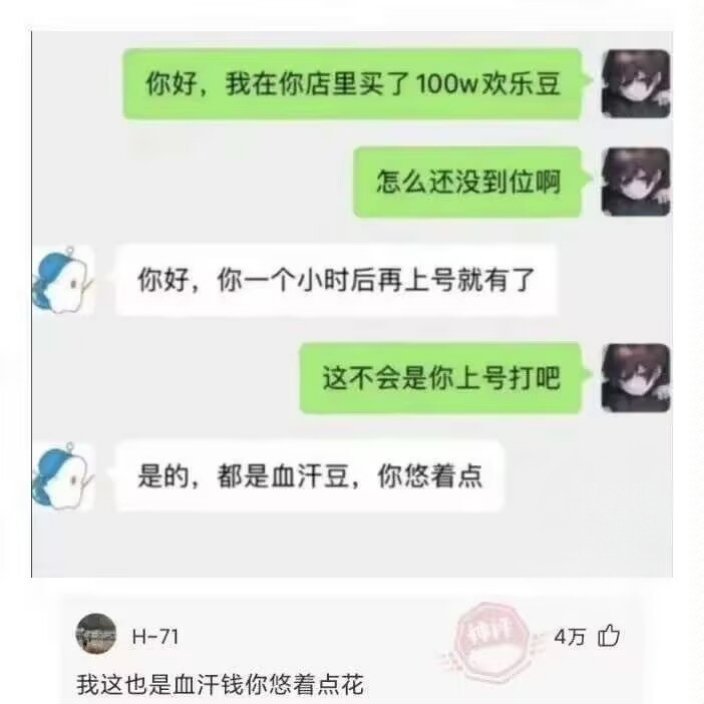 你好，我在你店里买了100w欢乐豆
怎么还没到位啊
你好，你一个小时后再上号就有了
这不会是你上号打吧
是的，都是血汗豆，你悠着点
H-71
神评
4万
我这也是血汗钱你悠着点花